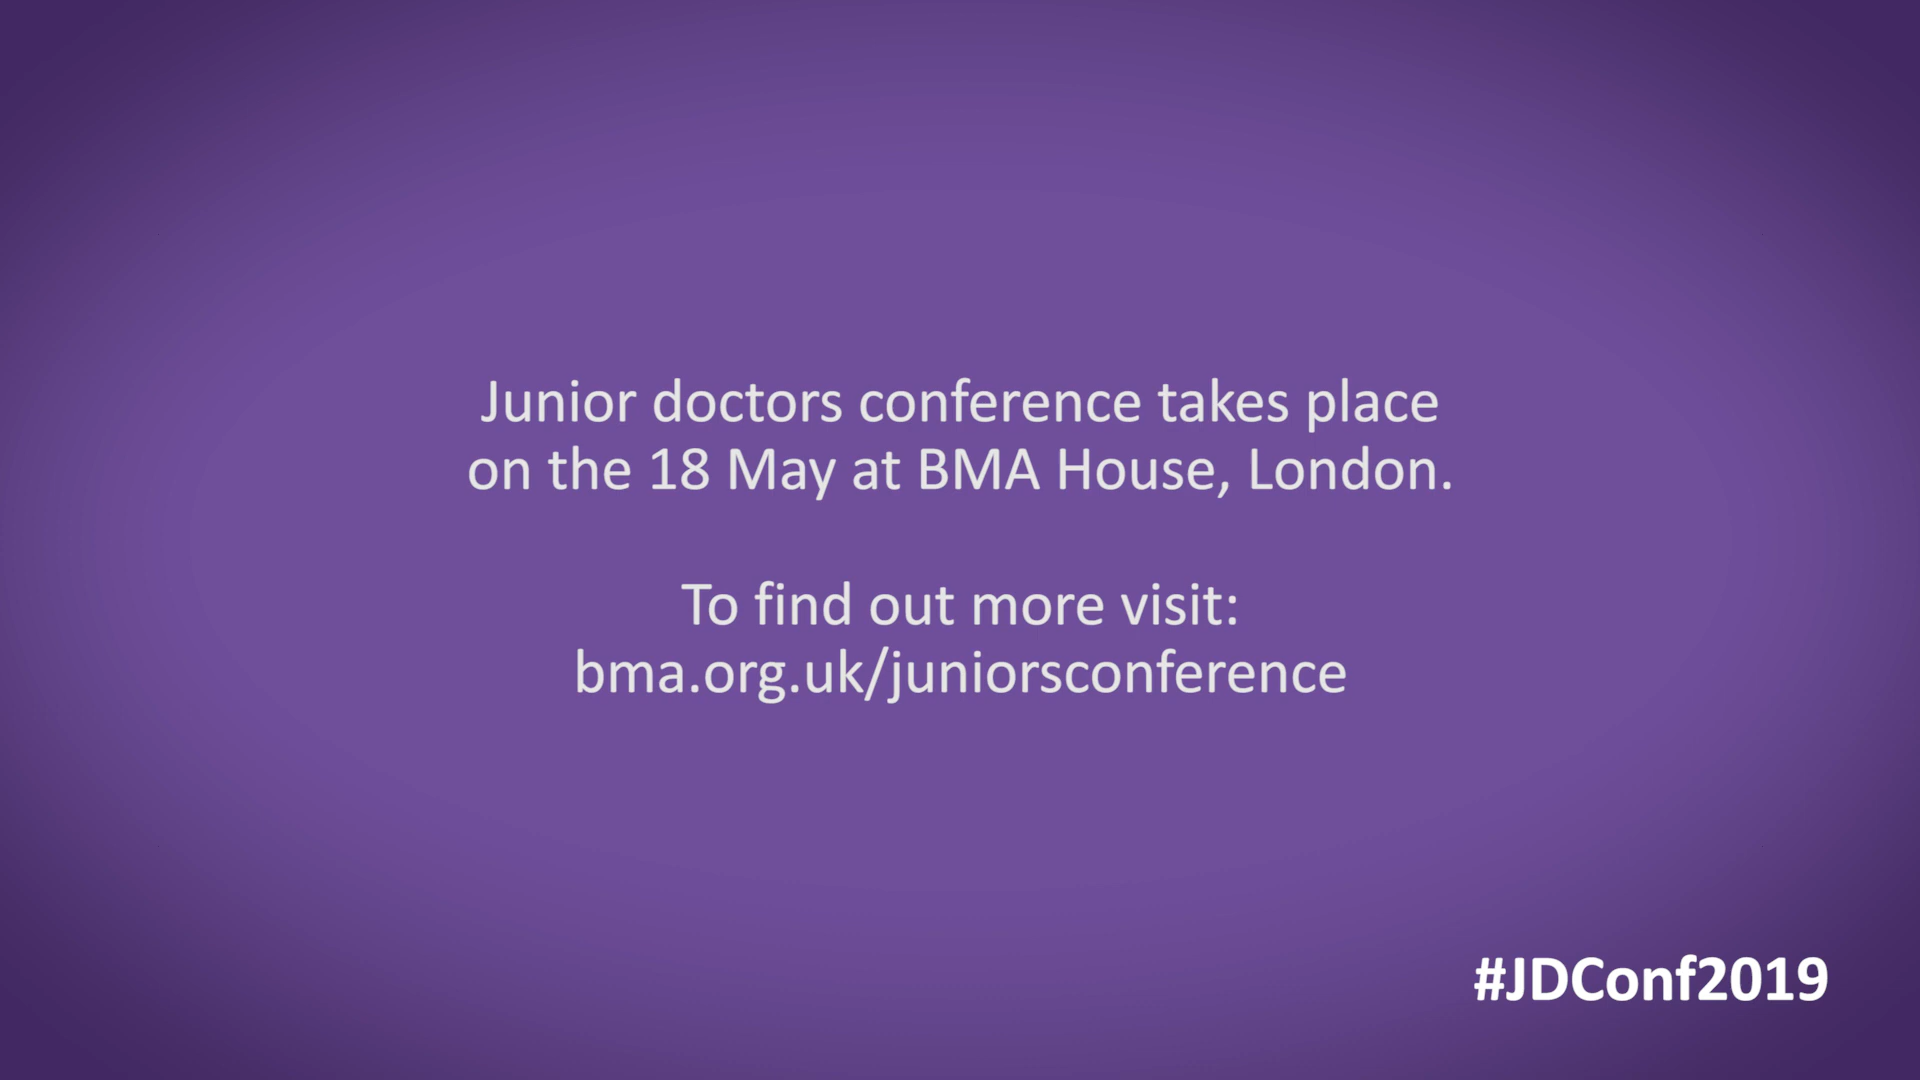 Junior doctors conference takes place
on the 18 May at BMA House, London.
To find out more visit:
bma.org.uk/juniorsconference
#JDConf2019